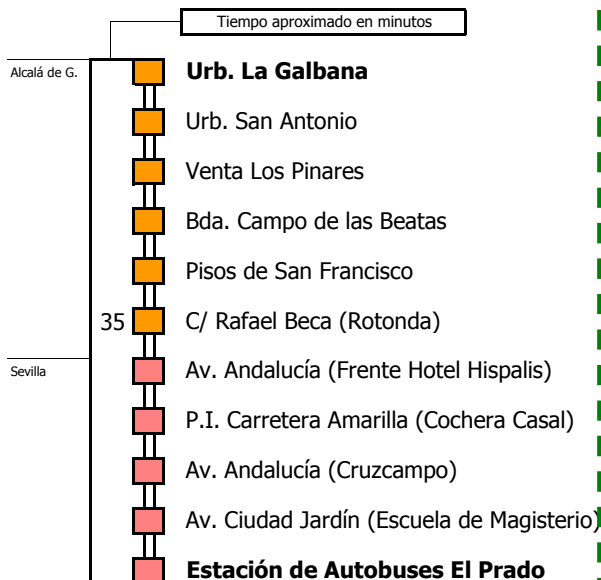 Tiempo aproximado en minutos
Alcalá de G.
Urb. La Galbana
Urb. San Antonio
Venta Los Pinares
Bda. Campo de las Beatas
Pisos de San Francisco
35
C/ Rafael Beca (Rotonda)
Sevilla
Av. Andalucía (Frente Hotel Hispalis)
P.I. Carretera Amarilla (Cochera Casal)
Av. Andalucía (Cruzcampo)
Av. Ciudad Jardín (Escuela de Magisterio)
Estación de Autobuses El Prado